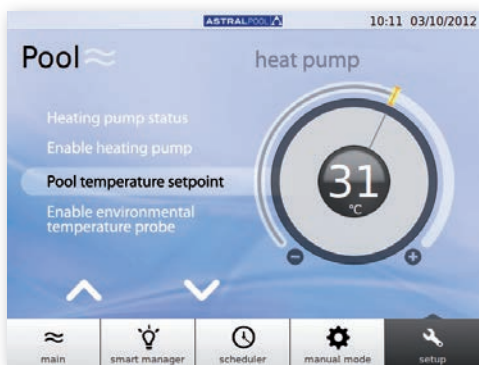 ASTRALPOOL 10:11 03/10/2012
Pool
heat pump
Heating pump status
Enable heating pump
Pool temperature setpoint
Enable environmental
temperature probe
31
°C
main smart manager scheduler manual mode setup